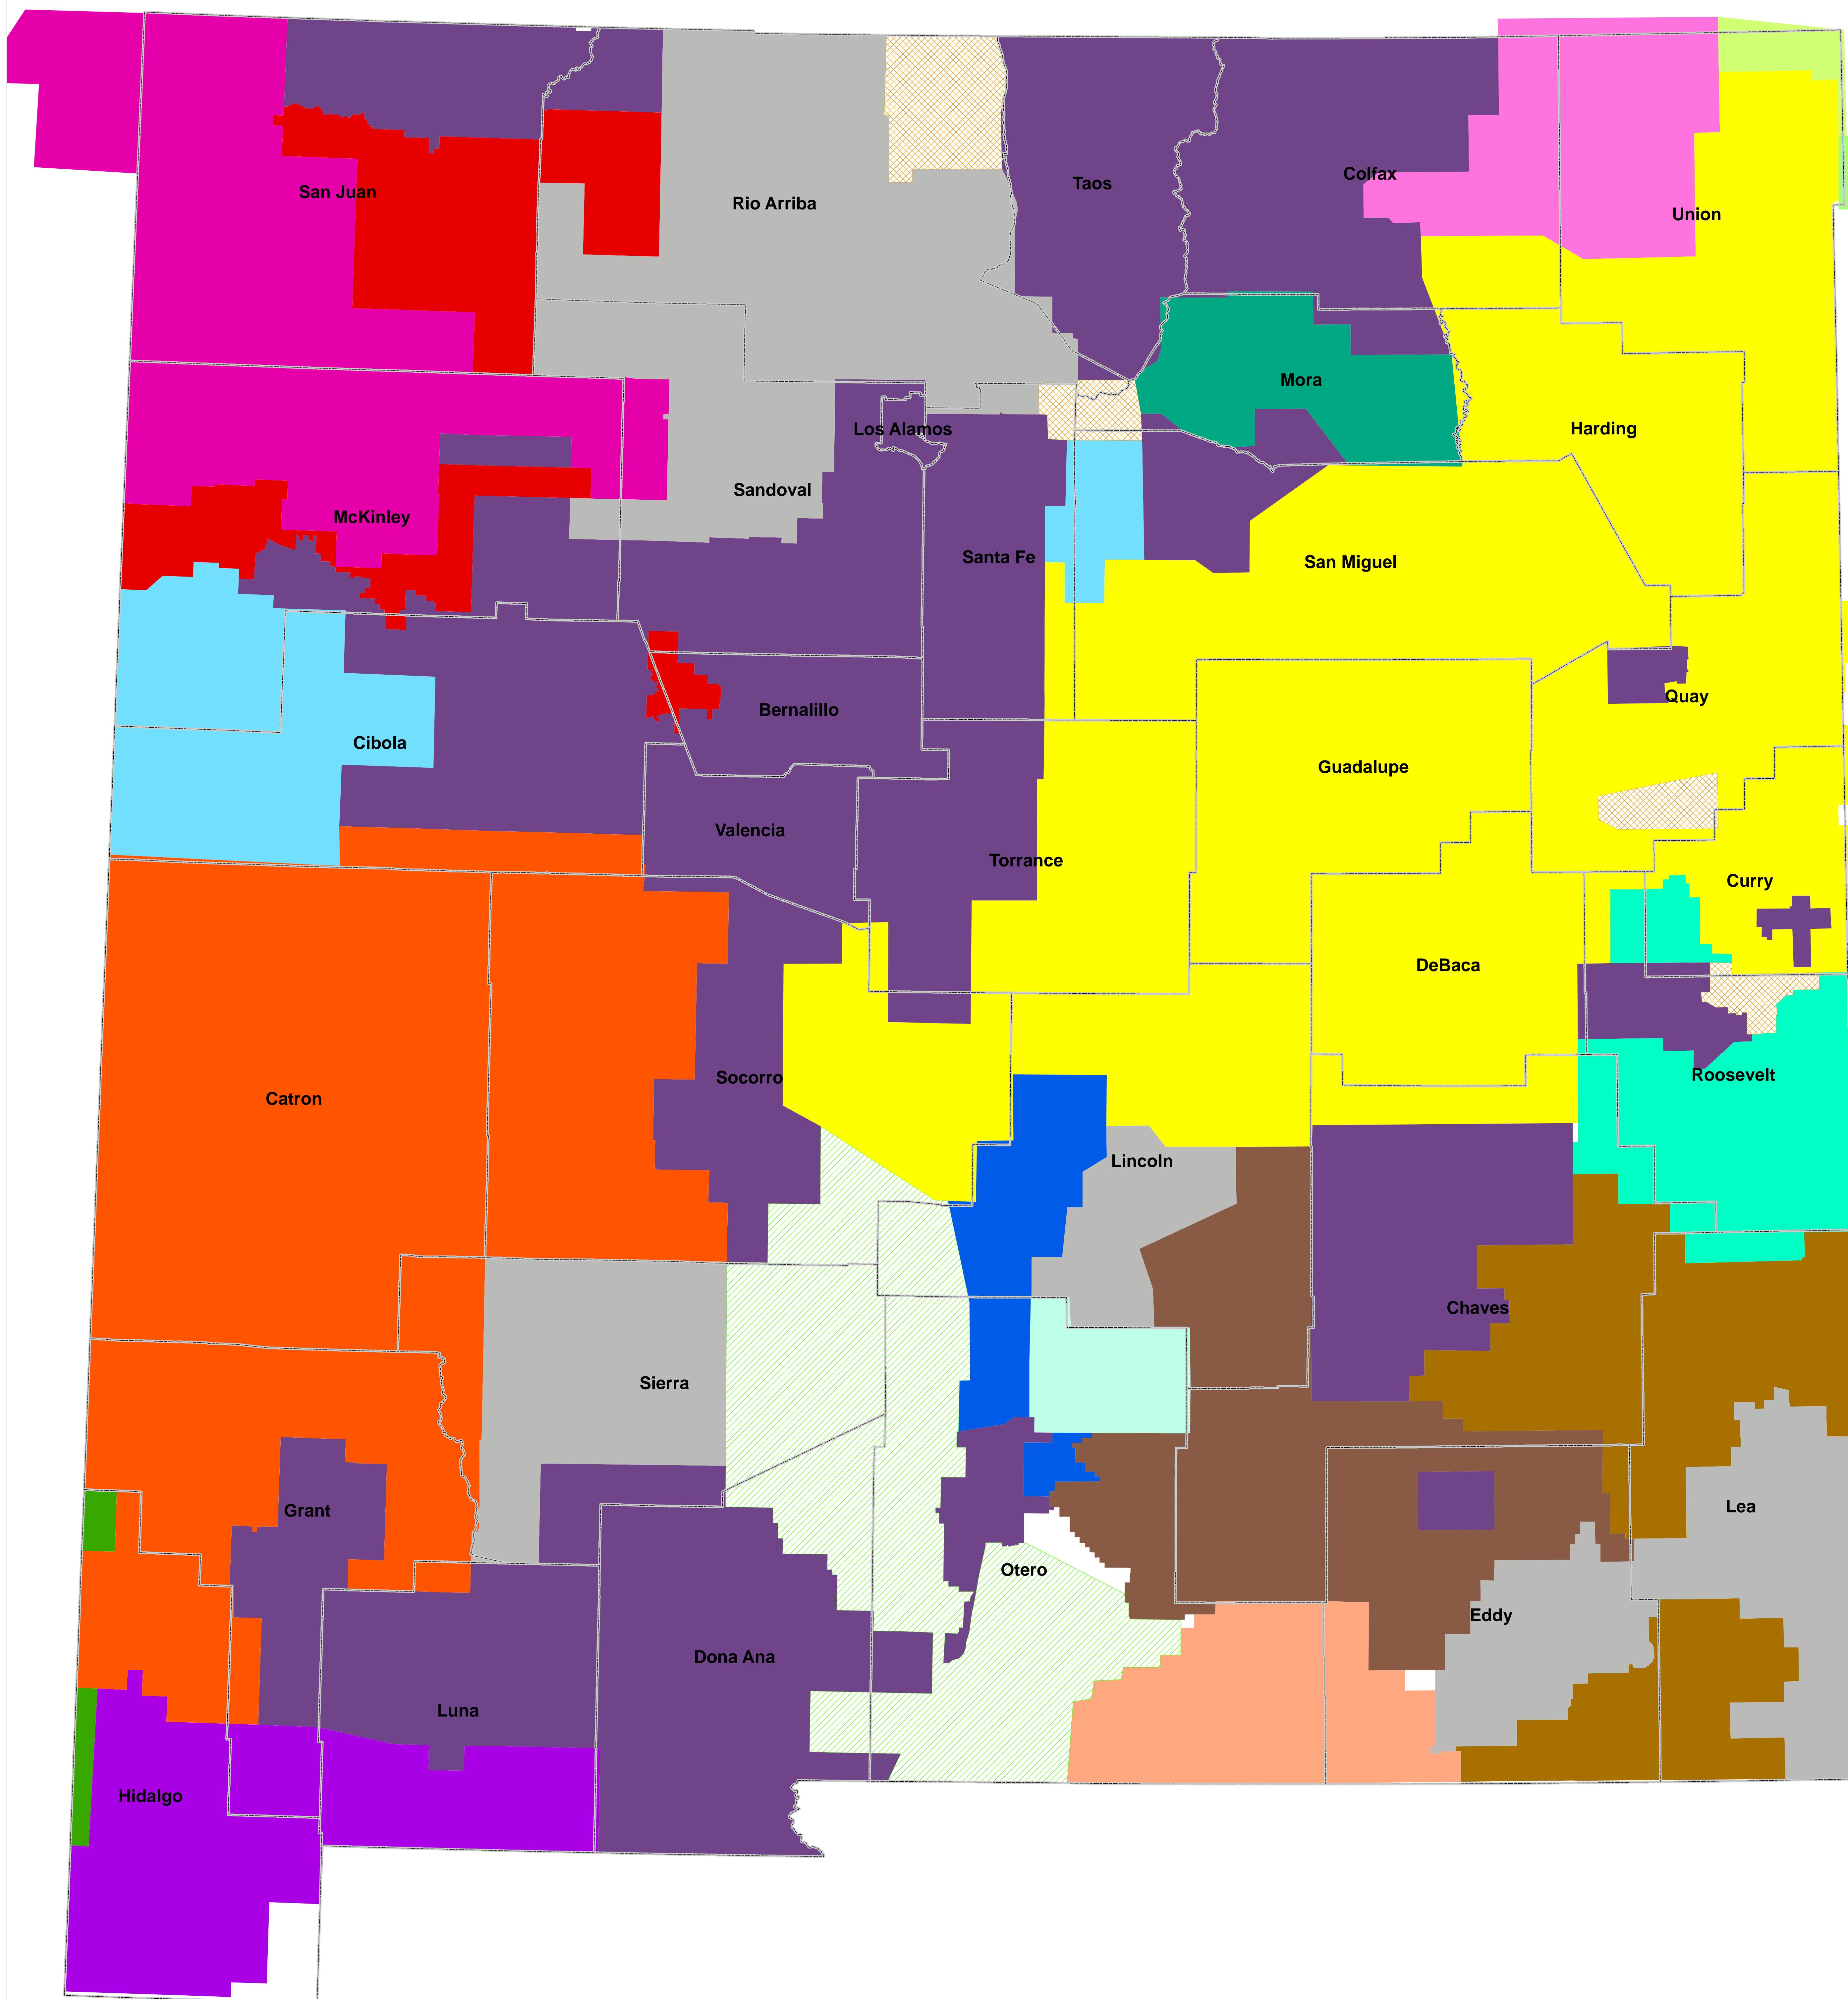 Colfax
Taos
San Juan
Rio Arriba
Union
Mora
Los Alamos
Harding
Sandoval
McKinley
Santa Fe
San Miguel
Quay
Bernalillo
Cibola
Guadalupe
Valencia
Torrance
Curry
DeBaca
Roosevelt
Socorro
Catron
Lincoln
Chaves
Sierra
Lea
Grant
Otero
Eddy
Dona Ana
Luna
Hidalgo